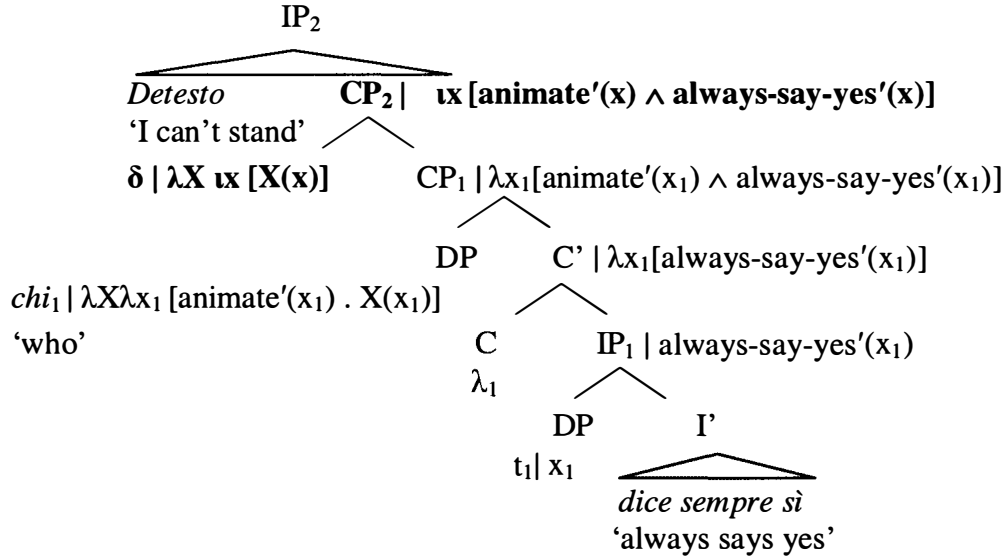 IP₂
Detesto CP₂ | ιx [animate′(x) ∧ always-say-yes′(x)]
‘I can't stand’
δ | λX ιx [X(x)] CP₁ | λx₁[animate′(x₁) ∧ always-say-yes′(x₁)]
DP C’ | λx₁[always-say-yes′(x₁)]
chi₁ | λXλx₁ [animate′(x₁) . X(x₁)]
‘who’ C IP₁ | always-say-yes′(x₁)
λ₁
DP I’
t₁| x₁
dice sempre sì
‘always says yes’